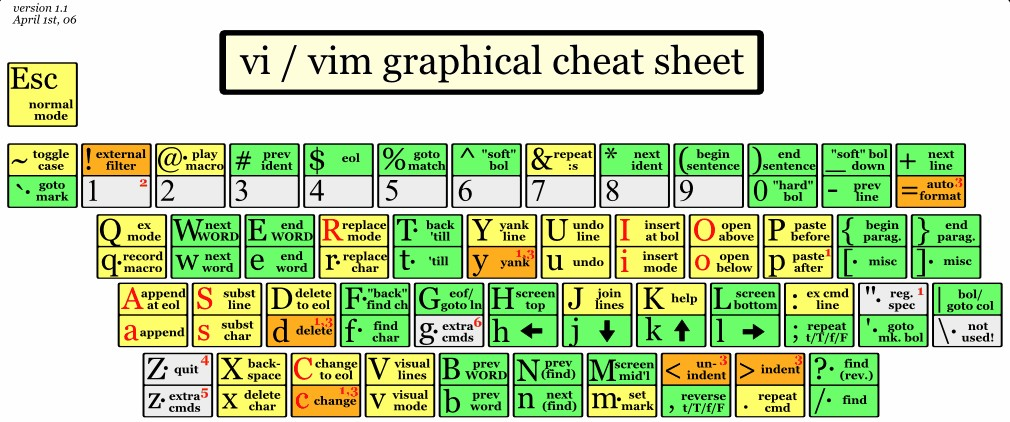 version 1.1
April 1st, 06
vi / vim graphical cheat sheet
Esc
normal
mode
~ toggle case
! external filter
@· play macro
# prev ident
$ eol
% goto match
^ "soft" bol
& repeat :s
* next ident
( begin sentence
) end sentence
_ "soft" bol down
+ next line
`· goto mark
1 2
2
3
4
5
6
7
8
9
0 "hard" bol
- prev line
= auto format 3
Q ex mode
W next WORD
E end WORD
R replace mode
T· back 'till
Y yank line
U undo line
I insert at bol
O open above
P paste before
{ begin parag.
} end parag.
q· record macro
w next word
e end word
r· replace char
t· 'till
y yank 1,3
u undo
i insert mode
o open below
p paste after 1
[· misc
]· misc
A append at eol
S subst line
D delete to eol
F· "back" find ch
G eof/ goto ln
H screen top
J join lines
K help
L screen bottom
: ex cmd line
"· reg. spec 1
| bol/ goto col
a append
s subst char
d delete 1,3
f· find char
g· extra cmds 6
h ←
j ↓
k ↑
l →
; repeat t/T/f/F
'· goto mk. bol
\· not used!
Z· quit 4
X back-space
C change to eol
V visual lines
B prev WORD
N prev (find)
M screen mid'l
< un-indent 3
> indent 3
?· find (rev.)
z· extra cmds 5
x delete char
c change 1,3
v visual mode
b prev word
n next (find)
m· set mark
, reverse t/T/f/F
. repeat cmd
/· find